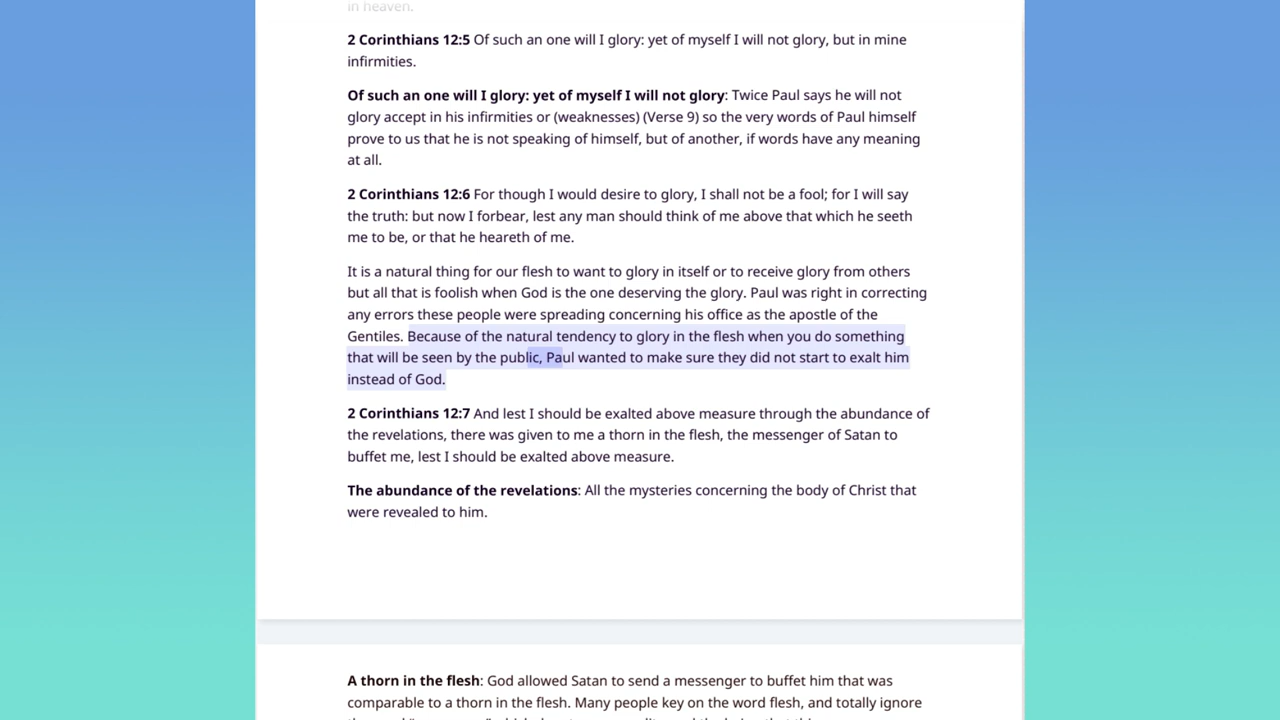 in heaven.
2 Corinthians 12:5 Of such an one will I glory: yet of myself I will not glory, but in mine
infirmities.
Of such an one will I glory: yet of myself I will not glory: Twice Paul says he will not
glory accept in his infirmities or (weaknesses) (Verse 9) so the very words of Paul himself
prove to us that he is not speaking of himself, but of another, if words have any meaning
at all.
2 Corinthians 12:6 For though I would desire to glory, I shall not be a fool; for I will say
the truth: but now I forbear, lest any man should think of me above that which he seeth
me to be, or that he heareth of me.
It is a natural thing for our flesh to want to glory in itself or to receive glory from others
but all that is foolish when God is the one deserving the glory. Paul was right in correcting
any errors these people were spreading concerning his office as the apostle of the
Gentiles. Because of the natural tendency to glory in the flesh when you do something
that will be seen by the public, Paul wanted to make sure they did not start to exalt him
instead of God.
2 Corinthians 12:7 And lest I should be exalted above measure through the abundance of
the revelations, there was given to me a thorn in the flesh, the messenger of Satan to
buffet me, lest I should be exalted above measure.
The abundance of the revelations: All the mysteries concerning the body of Christ that
were revealed to him.
A thorn in the flesh: God allowed Satan to send a messenger to buffet him that was
comparable to a thorn in the flesh. Many people key on the word flesh, and totally ignore